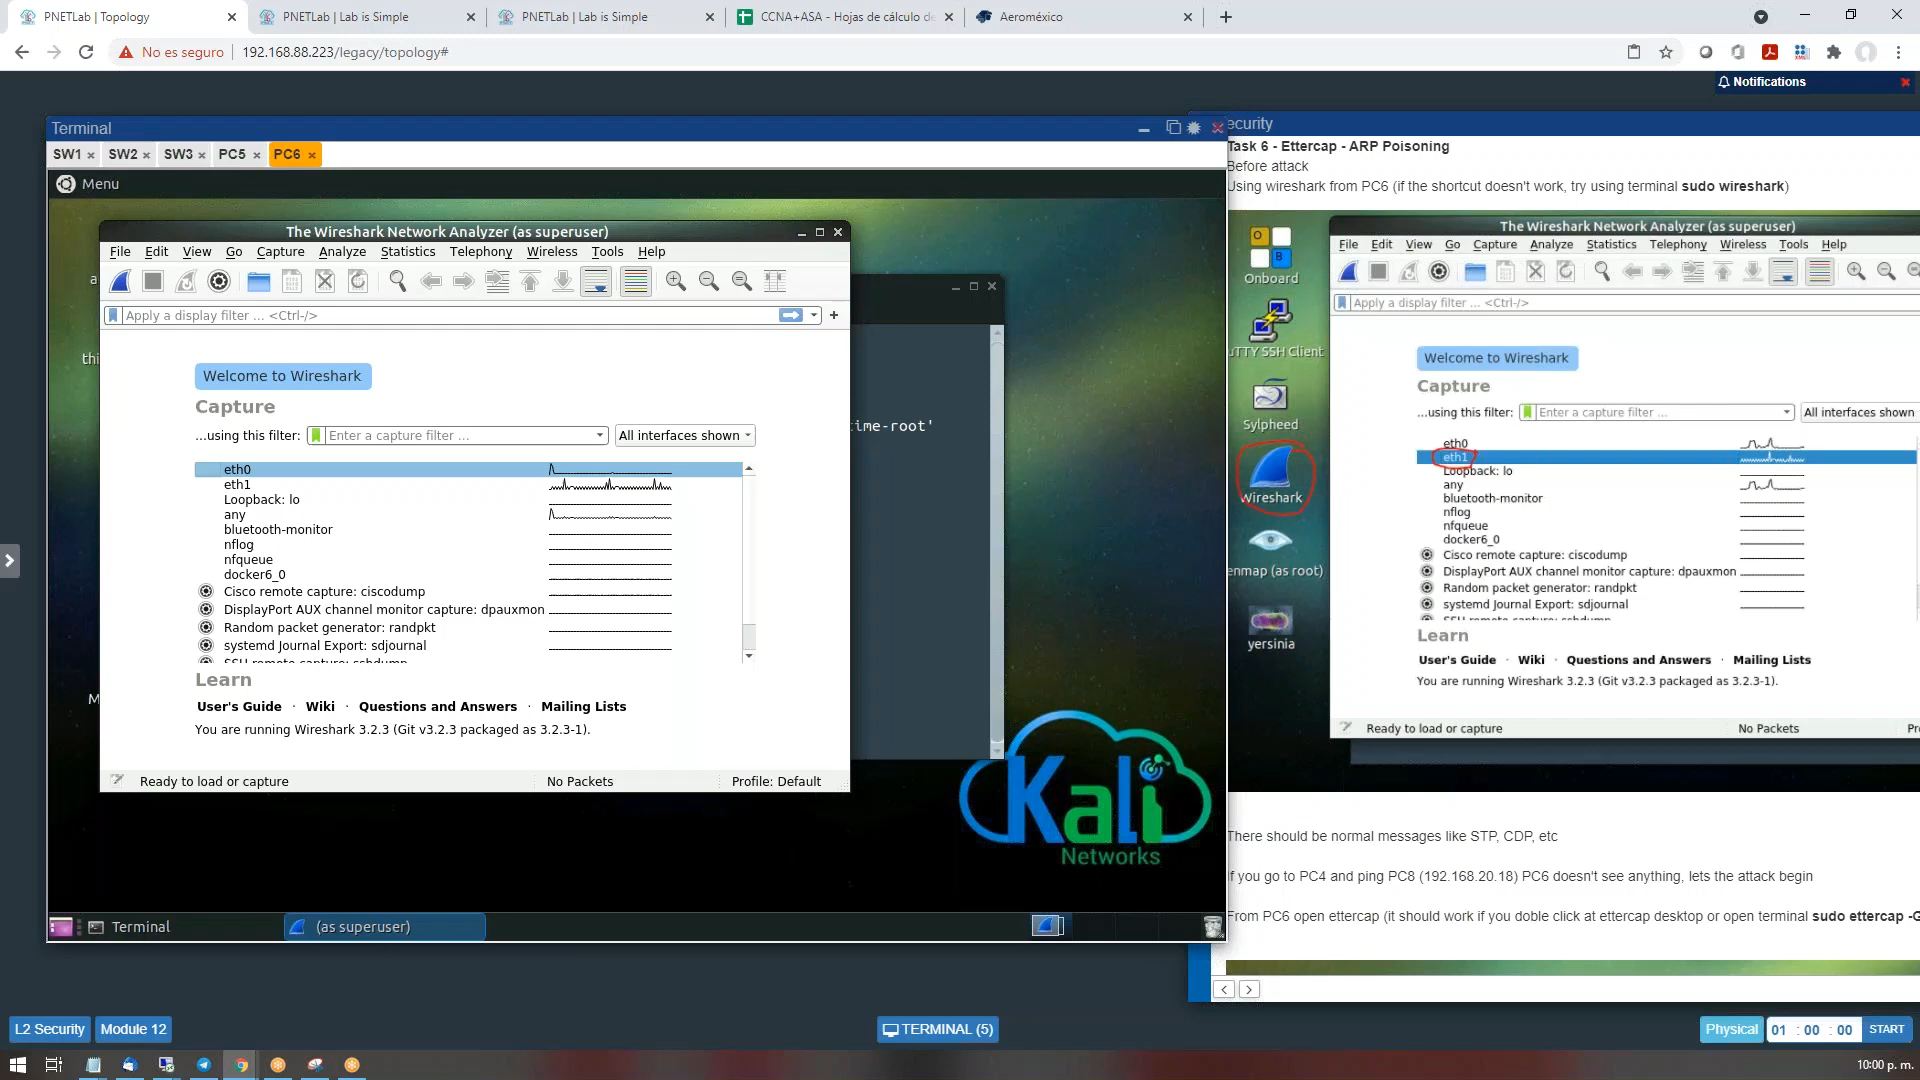 PNETLab | Topology
PNETLab | Lab is Simple
PNETLab | Lab is Simple
CCNA+ASA - Hojas de cálculo de
Aeroméxico
No es seguro
192.168.88.223/legacy/topology#
Notifications
Terminal
SW1
SW2
SW3
PC5
PC6
Menu
The Wireshark Network Analyzer (as superuser)
File Edit View Go Capture Analyze Statistics Telephony Wireless Tools Help
Apply a display filter ... <Ctrl-/>
Welcome to Wireshark
Capture
...using this filter:
Enter a capture filter ...
All interfaces shown
eth0
eth1
Loopback: lo
any
bluetooth-monitor
nflog
nfqueue
docker6_0
Cisco remote capture: ciscodump
DisplayPort AUX channel monitor capture: dpauxmon
Random packet generator: randpkt
systemd Journal Export: sdjournal
SSH remote capture: sshdump
Learn
User's Guide · Wiki · Questions and Answers · Mailing Lists
You are running Wireshark 3.2.3 (Git v3.2.3 packaged as 3.2.3-1).
Ready to load or capture
No Packets
Profile: Default
a
thi
M
ime-root'
Kali
Networks
Terminal
(as superuser)
ecurity
Task 6 - Ettercap - ARP Poisoning
Before attack
Using wireshark from PC6 (if the shortcut doesn't work, try using terminal sudo wireshark)
Onboard
uTTY SSH Client
Sylpheed
Wireshark
enmap (as root)
yersinia
The Wireshark Network Analyzer (as superuser)
File Edit View Go Capture Analyze Statistics Telephony Wireless Tools Help
Apply a display filter ... <Ctrl-/>
Welcome to Wireshark
Capture
...using this filter:
Enter a capture filter ...
All interfaces shown
eth0
eth1
Loopback: lo
any
bluetooth-monitor
nflog
nfqueue
docker6_0
Cisco remote capture: ciscodump
DisplayPort AUX channel monitor capture: dpauxmon
Random packet generator: randpkt
systemd Journal Export: sdjournal
SSH remote capture: sshdump
Learn
User's Guide · Wiki · Questions and Answers · Mailing Lists
You are running Wireshark 3.2.3 (Git v3.2.3 packaged as 3.2.3-1).
Ready to load or capture
No Packets
Pr
There should be normal messages like STP, CDP, etc
If you go to PC4 and ping PC8 (192.168.20.18) PC6 doesn't see anything, lets the attack begin
From PC6 open ettercap (it should work if you doble click at ettercap desktop or open terminal sudo ettercap -G
L2 Security
Module 12
TERMINAL (5)
Physical
01 : 00 : 00
START
10:00 p. m.